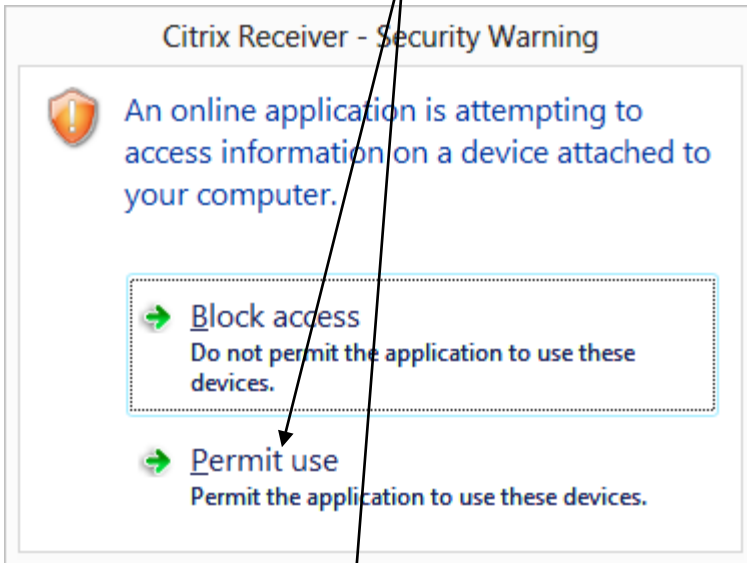 Citrix Receiver - Security Warning
An online application is attempting to
access information on a device attached to
your computer.
Block access
Do not permit the application to use these
devices.
Permit use
Permit the application to use these devices.